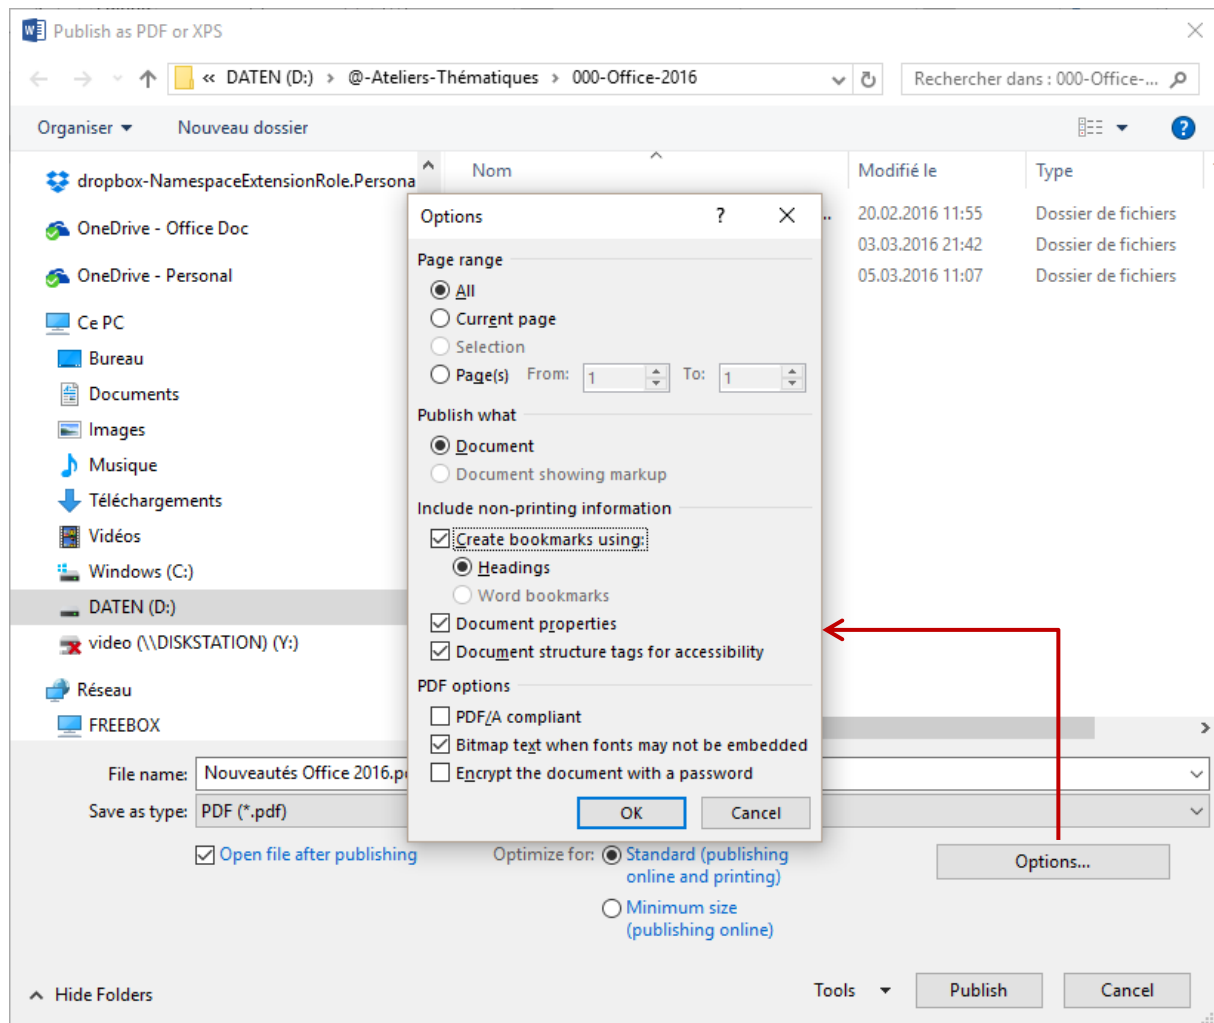 Publish as PDF or XPS
« DATEN (D:) › @-Ateliers-Thématiques › 000-Office-2016
Rechercher dans : 000-Office-...
Organiser
Nouveau dossier
Nom
Modifié le
Type
dropbox-NamespaceExtensionRole.Persona
OneDrive - Office Doc
OneDrive - Personal
Ce PC
Bureau
Documents
Images
Musique
Téléchargements
Vidéos
Windows (C:)
DATEN (D:)
video (\\DISKSTATION) (Y:)
Réseau
FREEBOX
.. 20.02.2016 11:55 Dossier de fichiers
03.03.2016 21:42 Dossier de fichiers
05.03.2016 11:07 Dossier de fichiers
Options ?
Page range
All
Current page
Selection
Page(s) From: 1 To: 1
Publish what
Document
Document showing markup
Include non-printing information
Create bookmarks using:
Headings
Word bookmarks
Document properties
Document structure tags for accessibility
PDF options
PDF/A compliant
Bitmap text when fonts may not be embedded
Encrypt the document with a password
OK Cancel
File name: Nouveautés Office 2016.p
Save as type: PDF (*.pdf)
Open file after publishing
Optimize for: Standard (publishing
online and printing)
Minimum size
(publishing online)
Options...
Hide Folders
Tools
Publish
Cancel